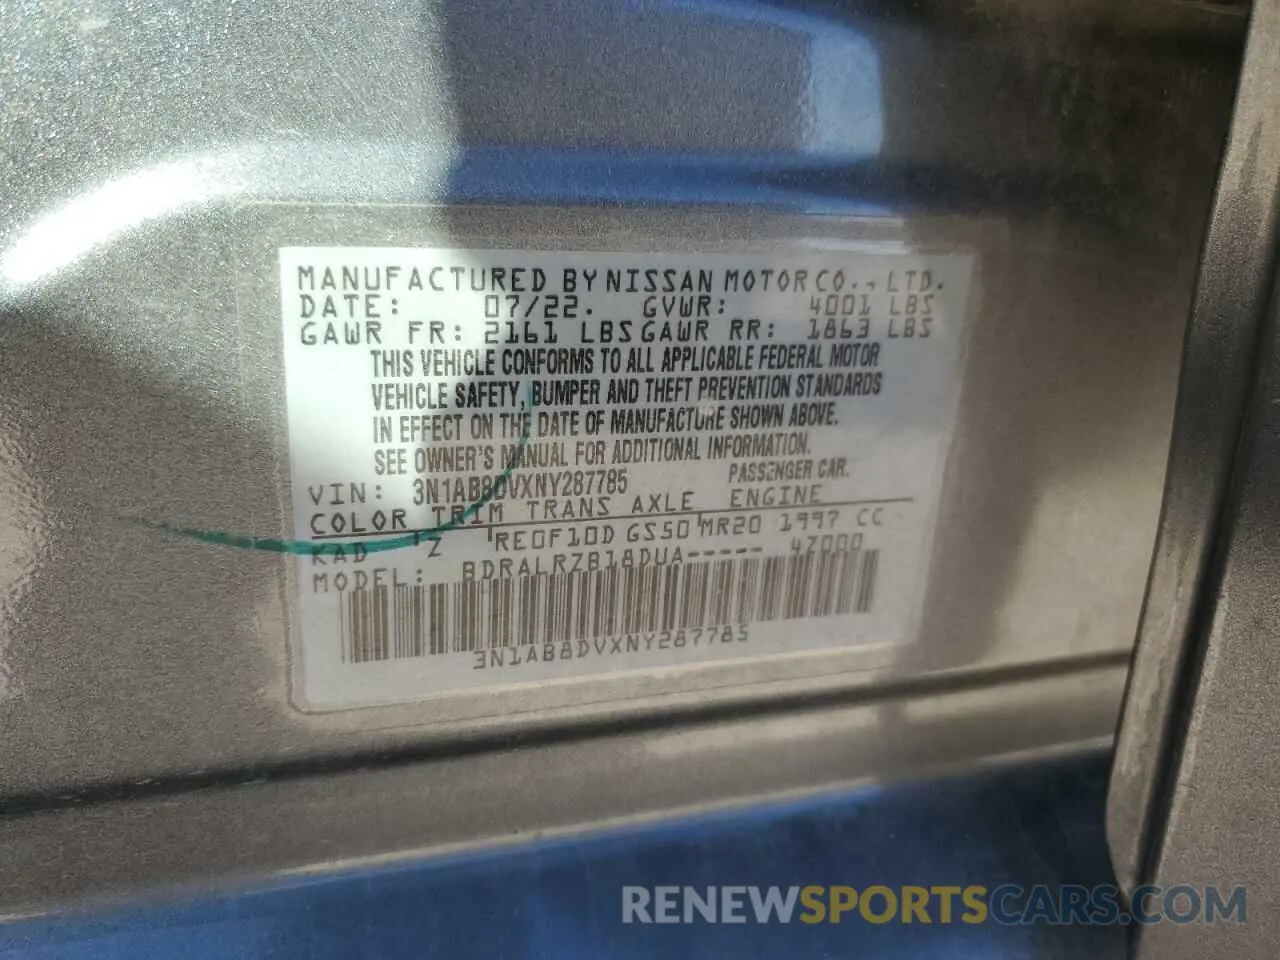 MANUFACTURED BY NISSAN MOTOR CO., LTD.
DATE: 07/22. GVWR: 4001 LBS
GAWR FR: 2161 LBS GAWR RR: 1863 LBS
THIS VEHICLE CONFORMS TO ALL APPLICABLE FEDERAL MOTOR
VEHICLE SAFETY, BUMPER AND THEFT PREVENTION STANDARDS
IN EFFECT ON THE DATE OF MANUFACTURE SHOWN ABOVE.
SEE OWNER'S MANUAL FOR ADDITIONAL INFORMATION.
VIN: 3N1AB8DVXNY287785 PASSENGER CAR.
COLOR TRIM TRANS AXLE ENGINE
KAD Z RE0F10D GS50 MR20 1997 CC
MODEL: BDRALRZB18DUA----- 4Z000
3N1AB8DVXNY287785
RENEWSPORTSCARS.COM